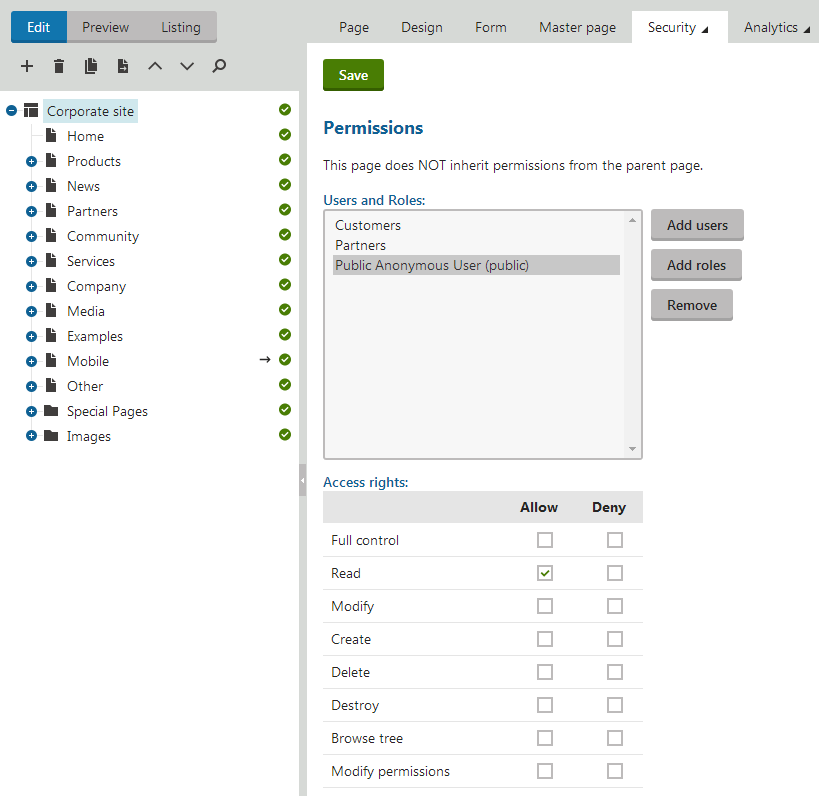 Edit Preview Listing
Page Design Form Master page Security Analytics
Save
Corporate site
Home
Products
News
Partners
Community
Services
Company
Media
Examples
Mobile
Other
Special Pages
Images
Permissions
This page does NOT inherit permissions from the parent page.
Users and Roles:
Customers
Partners
Public Anonymous User (public)
Add users
Add roles
Remove
Access rights:
Allow Deny
Full control
Read
Modify
Create
Delete
Destroy
Browse tree
Modify permissions